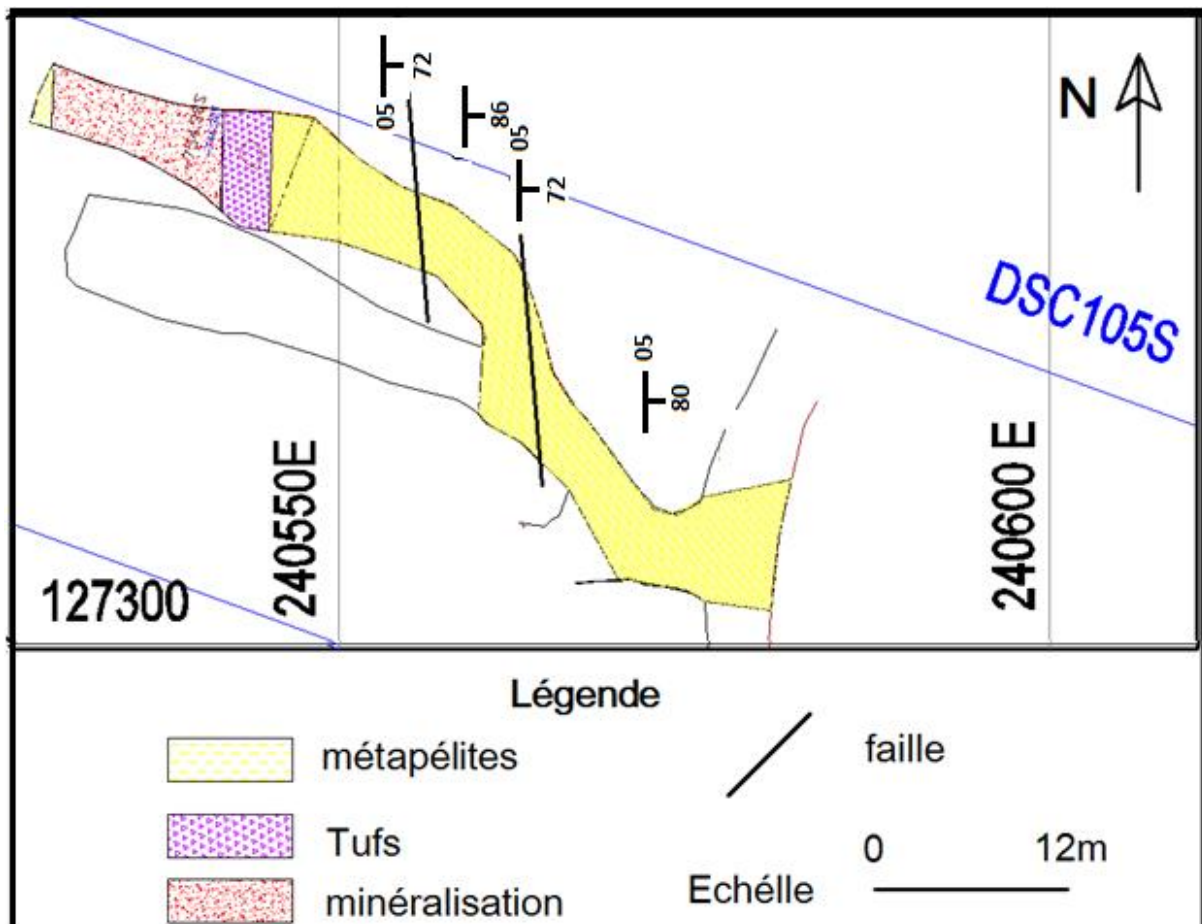 72
05
86
05
72
N
DSC105S
05
80
240550E
240600 E
127300
Légende
métapélites
faille
Tufs
0 12m
minéralisation
Echélle